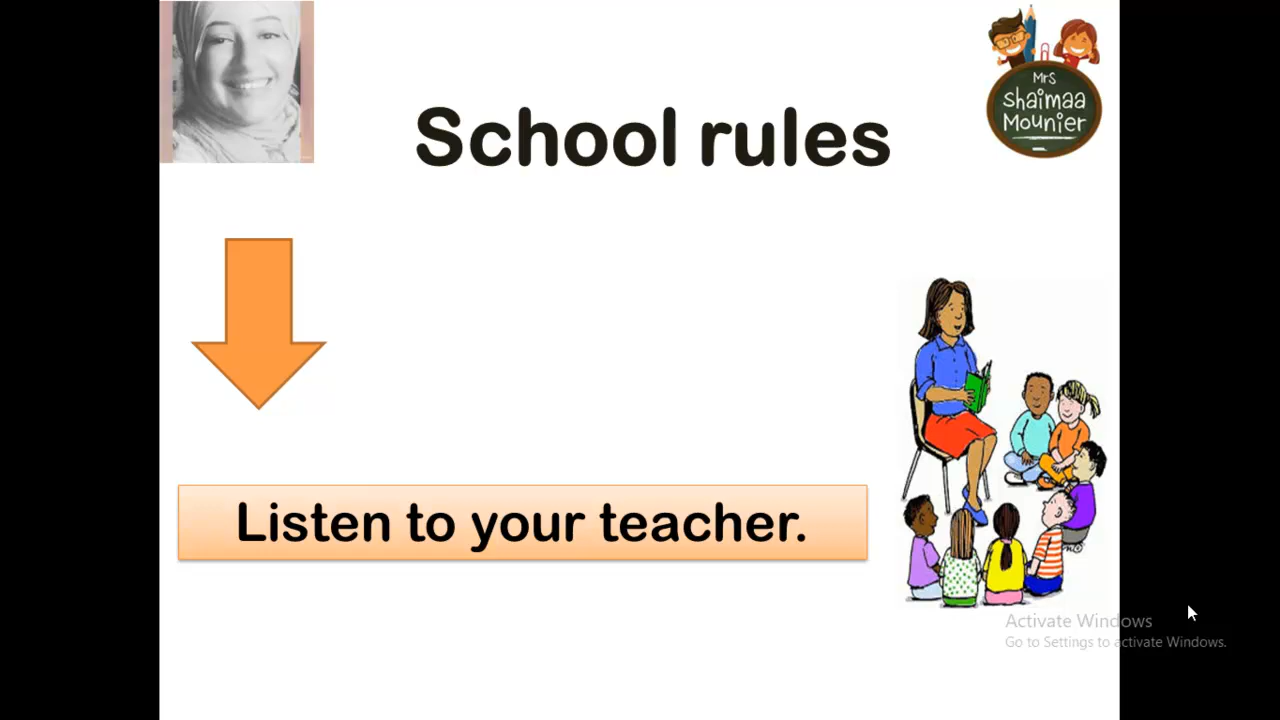 Mrs
Shaimaa
Mounier
School rules
Listen to your teacher.
Activate Windows
Go to Settings to activate Windows.